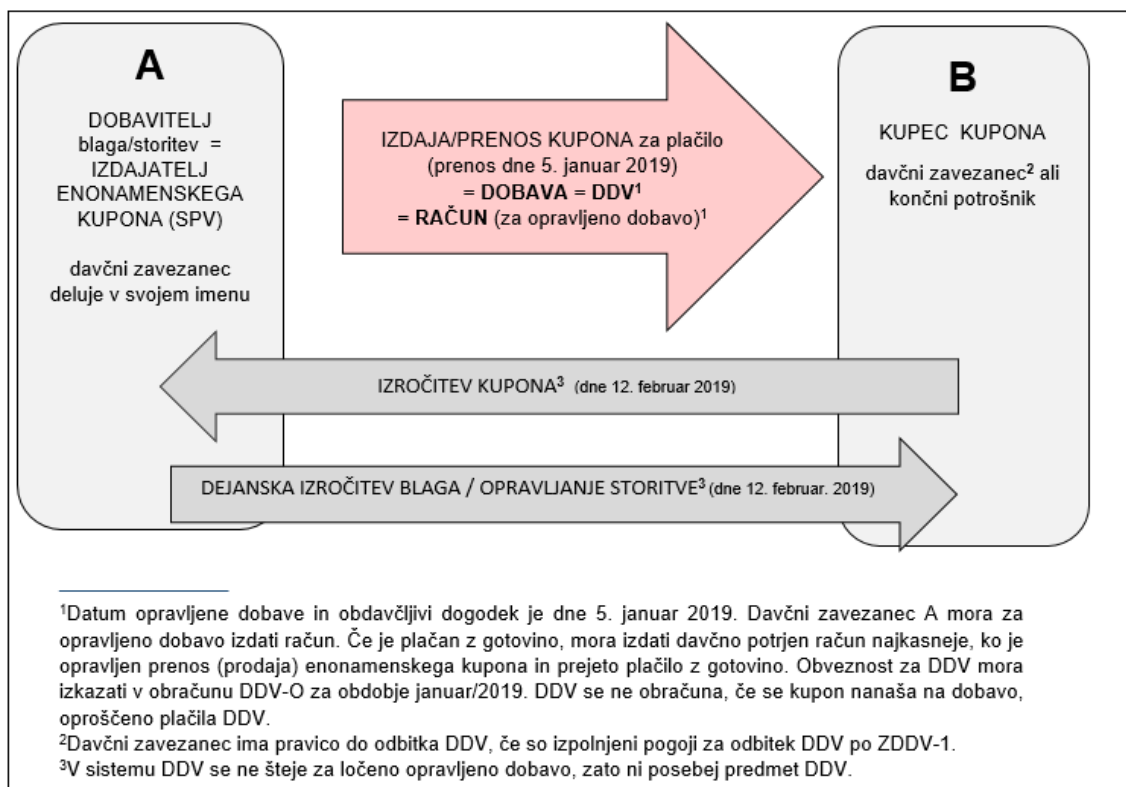 A
DOBAVITELJ
blaga/storitev =
IZDAJATELJ
ENONAMENSKEGA
KUPONA (SPV)
davčni zavezanec
deluje v svojem imenu
IZDAJA/PRENOS KUPONA za plačilo
(prenos dne 5. januar 2019)
= DOBAVA = DDV¹
= RAČUN (za opravljeno dobavo)¹
B
KUPEC KUPONA
davčni zavezanec² ali
končni potrošnik
IZROČITEV KUPONA³ (dne 12. februar 2019)
DEJANSKA IZROČITEV BLAGA / OPRAVLJANJE STORITVE³ (dne 12. februar. 2019)
¹Datum opravljene dobave in obdavčljivi dogodek je dne 5. januar 2019. Davčni zavezanec A mora za
opravljeno dobavo izdati račun. Če je plačan z gotovino, mora izdati davčno potrjen račun najkasneje, ko je
opravljen prenos (prodaja) enonamenskega kupona in prejeto plačilo z gotovino. Obveznost za DDV mora
izkazati v obračunu DDV-O za obdobje januar/2019. DDV se ne obračuna, če se kupon nanaša na dobavo,
oproščeno plačila DDV.
²Davčni zavezanec ima pravico do odbitka DDV, če so izpolnjeni pogoji za odbitek DDV po ZDDV-1.
³V sistemu DDV se ne šteje za ločeno opravljeno dobavo, zato ni posebej predmet DDV.